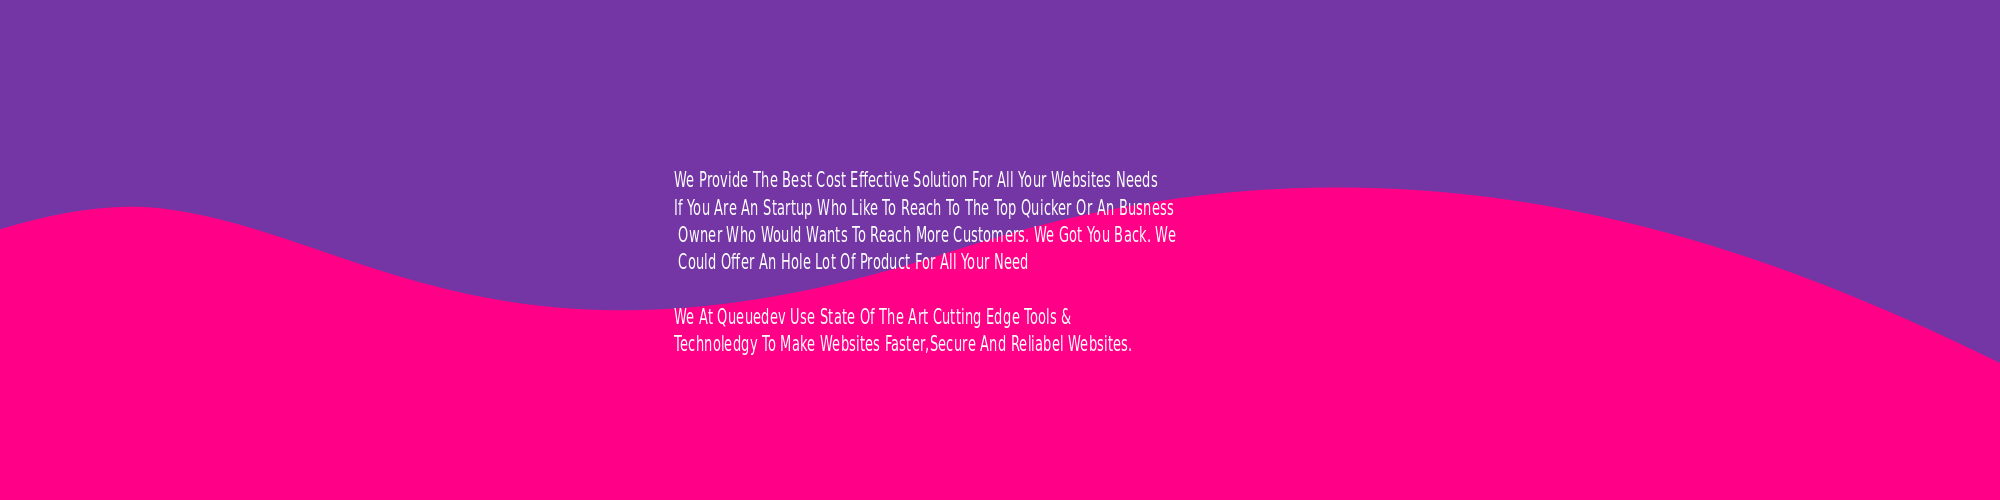 We Provide The Best Cost Effective Solution For All Your Websites Needs
If You Are An Startup Who Like To Reach To The Top Quicker Or An Busness
Owner Who Would Wants To Reach More Customers. We Got You Back. We
Could Offer An Hole Lot Of Product For All Your Need
We At Queuedev Use State Of The Art Cutting Edge Tools &
Technoledgy To Make Websites Faster,Secure And Reliabel Websites.